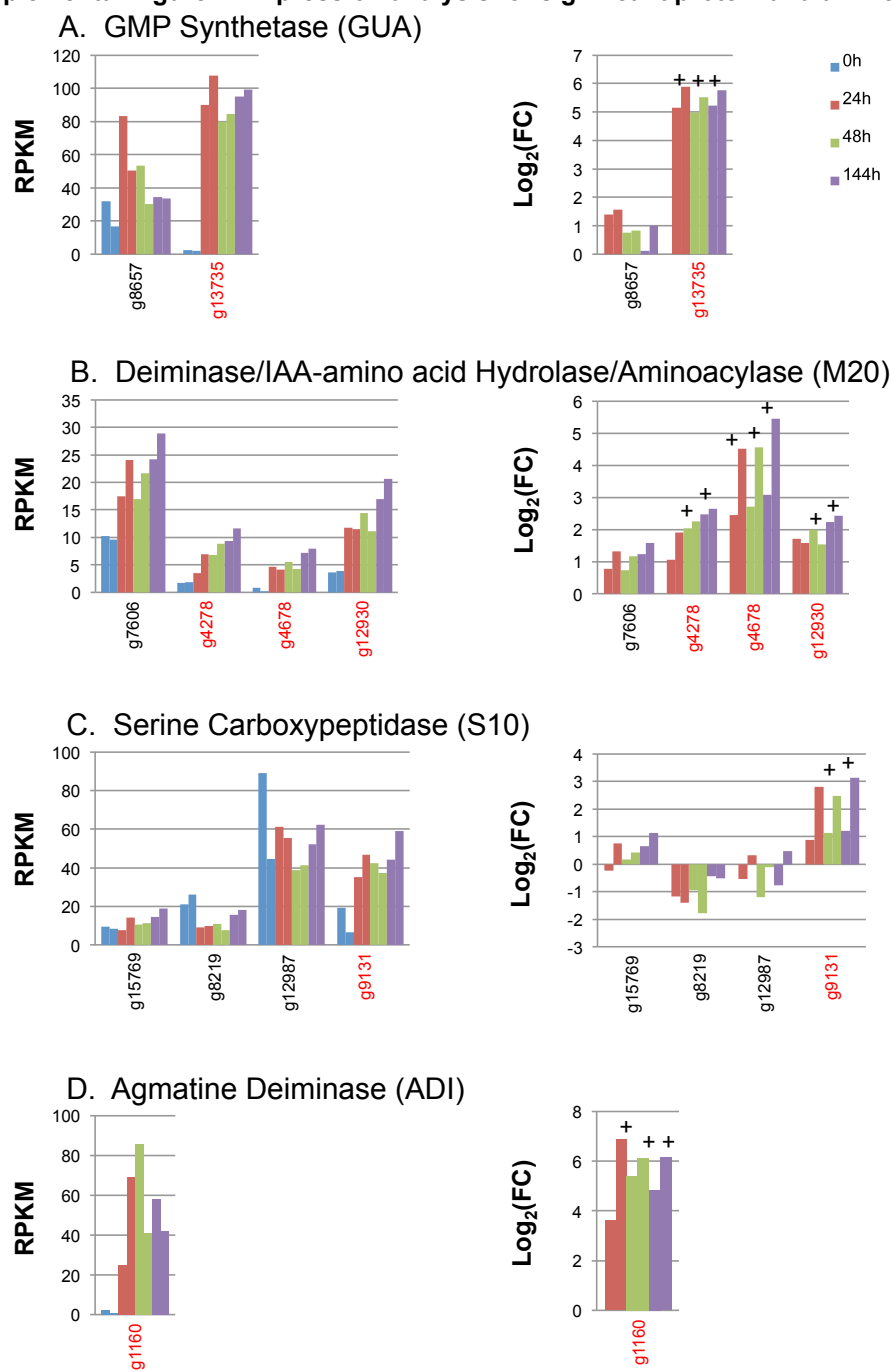 A. GMP Synthetase (GUA)
RPKM
120
100
80
60
40
20
0
g8657
g13735
Log2(FC)
7
6
5
4
3
2
1
0
+ + +
g8657
g13735
0h
24h
48h
144h
B. Deiminase/IAA-amino acid Hydrolase/Aminoacylase (M20)
RPKM
35
30
25
20
15
10
5
0
g7606
g4278
g4678
g12930
Log2(FC)
6
5
4
3
2
1
0
+ + + + + + +
g7606
g4278
g4678
g12930
C. Serine Carboxypeptidase (S10)
RPKM
100
80
60
40
20
0
g15769
g8219
g12987
g9131
Log2(FC)
4
3
2
1
0
-1
-2
-3
+ +
g15769
g8219
g12987
g9131
D. Agmatine Deiminase (ADI)
RPKM
100
80
60
40
20
0
g1160
Log2(FC)
8
6
4
2
0
+ + +
g1160